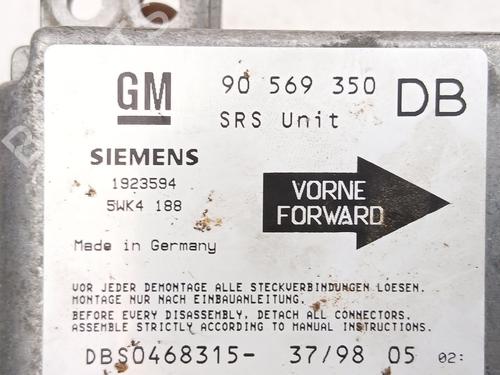 GM 90 569 350 DB
SRS Unit
SIEMENS
1923594
5WK4 188
VORNE
FORWARD
Made in Germany
VOR JEDER DEMONTAGE ALLE STECKVERBINDUNGEN LOESEN.
MONTAGE NUR NACH EINBAUANLEITUNG.
BEFORE EVERY DISASSEMBLY, DETACH ALL CONNECTORS.
ASSEMBLE STRICTLY ACCORDING TO MANUAL INSTRUCTIONS.
DBS0468315- 37/98 05 02: